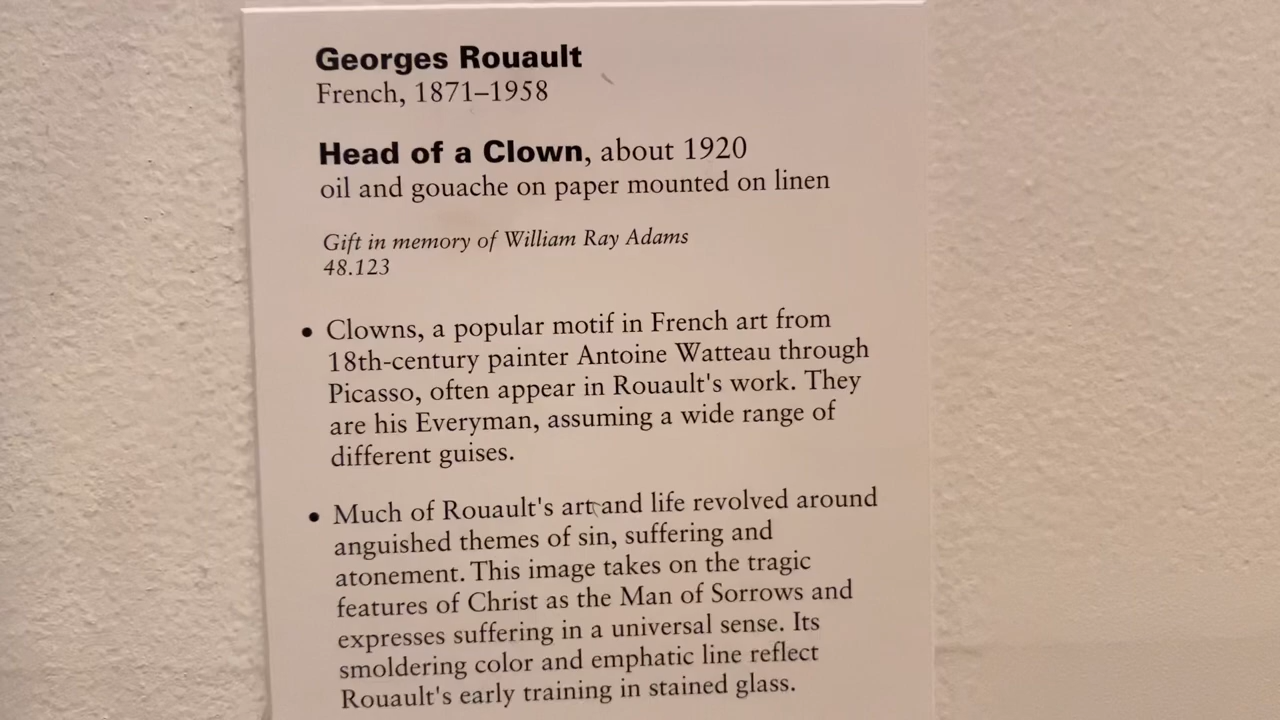 Georges Rouault
French, 1871–1958
Head of a Clown, about 1920
oil and gouache on paper mounted on linen
Gift in memory of William Ray Adams
48.123
• Clowns, a popular motif in French art from
18th-century painter Antoine Watteau through
Picasso, often appear in Rouault's work. They
are his Everyman, assuming a wide range of
different guises.
• Much of Rouault's art and life revolved around
anguished themes of sin, suffering and
atonement. This image takes on the tragic
features of Christ as the Man of Sorrows and
expresses suffering in a universal sense. Its
smoldering color and emphatic line reflect
Rouault's early training in stained glass.